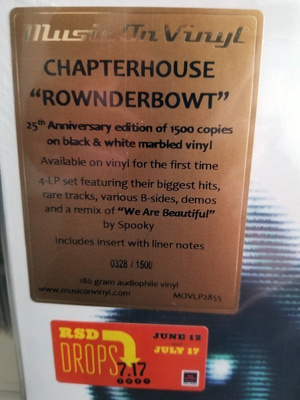 Music On Vinyl
CHAPTERHOUSE
“ROWNDERBOWT”
25th Anniversary edition of 1500 copies
on black & white marbled vinyl
Available on vinyl for the first time
4-LP set featuring their biggest hits,
rare tracks, various B-sides, demos
and a remix of “We Are Beautiful”
by Spooky
Includes insert with liner notes
0328 / 1500
180 gram audiophile vinyl
www.musiconvinyl.com MOVLP2855
RSD
DROPS
7.17
JUNE 12
JULY 17